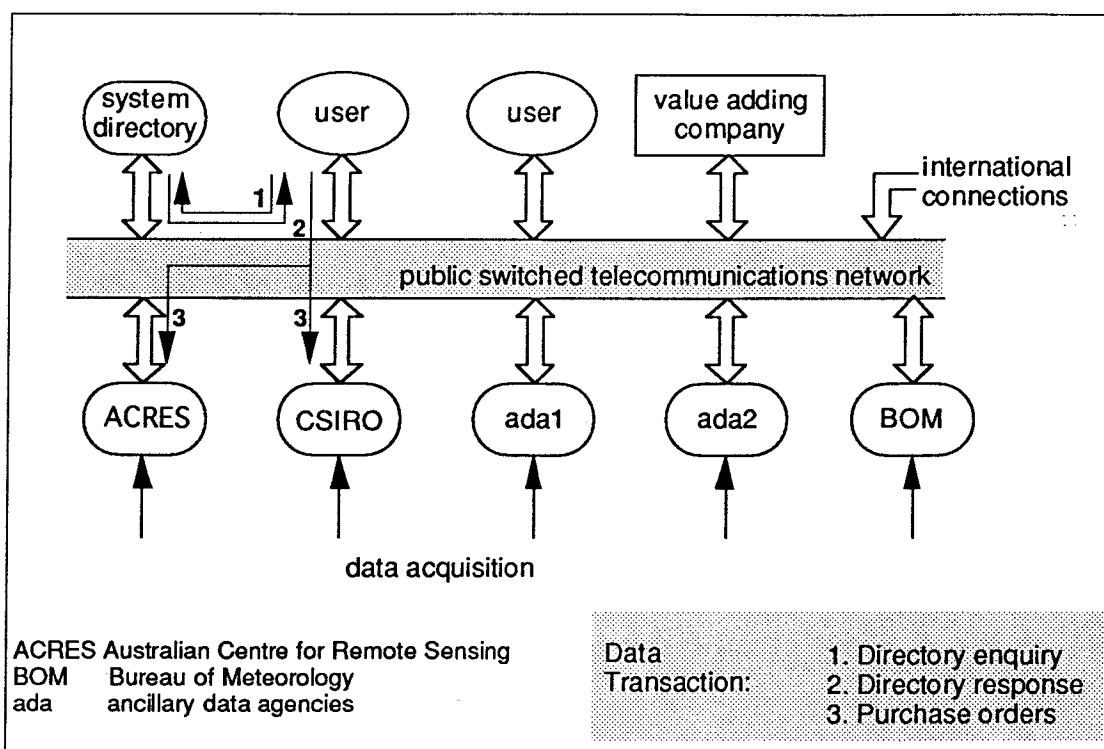 system
directory
user
user
value adding
company
international
connections
1
2
public switched telecommunications network
3
3
ACRES
CSIRO
ada1
ada2
BOM
data acquisition
ACRES Australian Centre for Remote Sensing
BOM Bureau of Meteorology
ada ancillary data agencies
Data
Transaction:
1. Directory enquiry
2. Directory response
3. Purchase orders